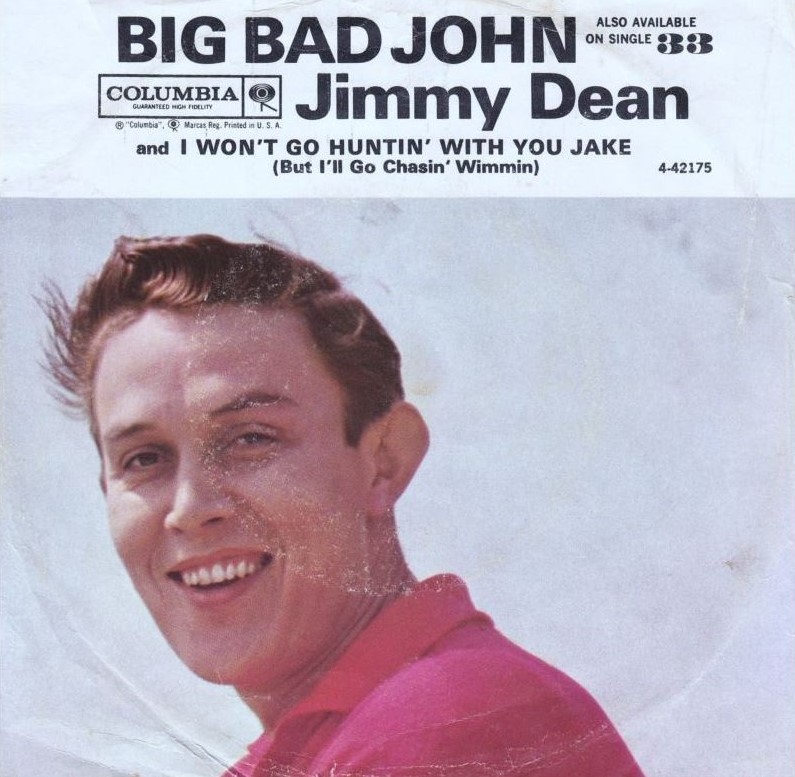 BIG BAD JOHN
ALSO AVAILABLE
ON SINGLE 33
COLUMBIA
GUARANTEED HIGH FIDELITY
Jimmy Dean
® "Columbia", Marcas Reg. Printed in U. S. A.
and I WON'T GO HUNTIN' WITH YOU JAKE
(But I'll Go Chasin' Wimmin)
4-42175